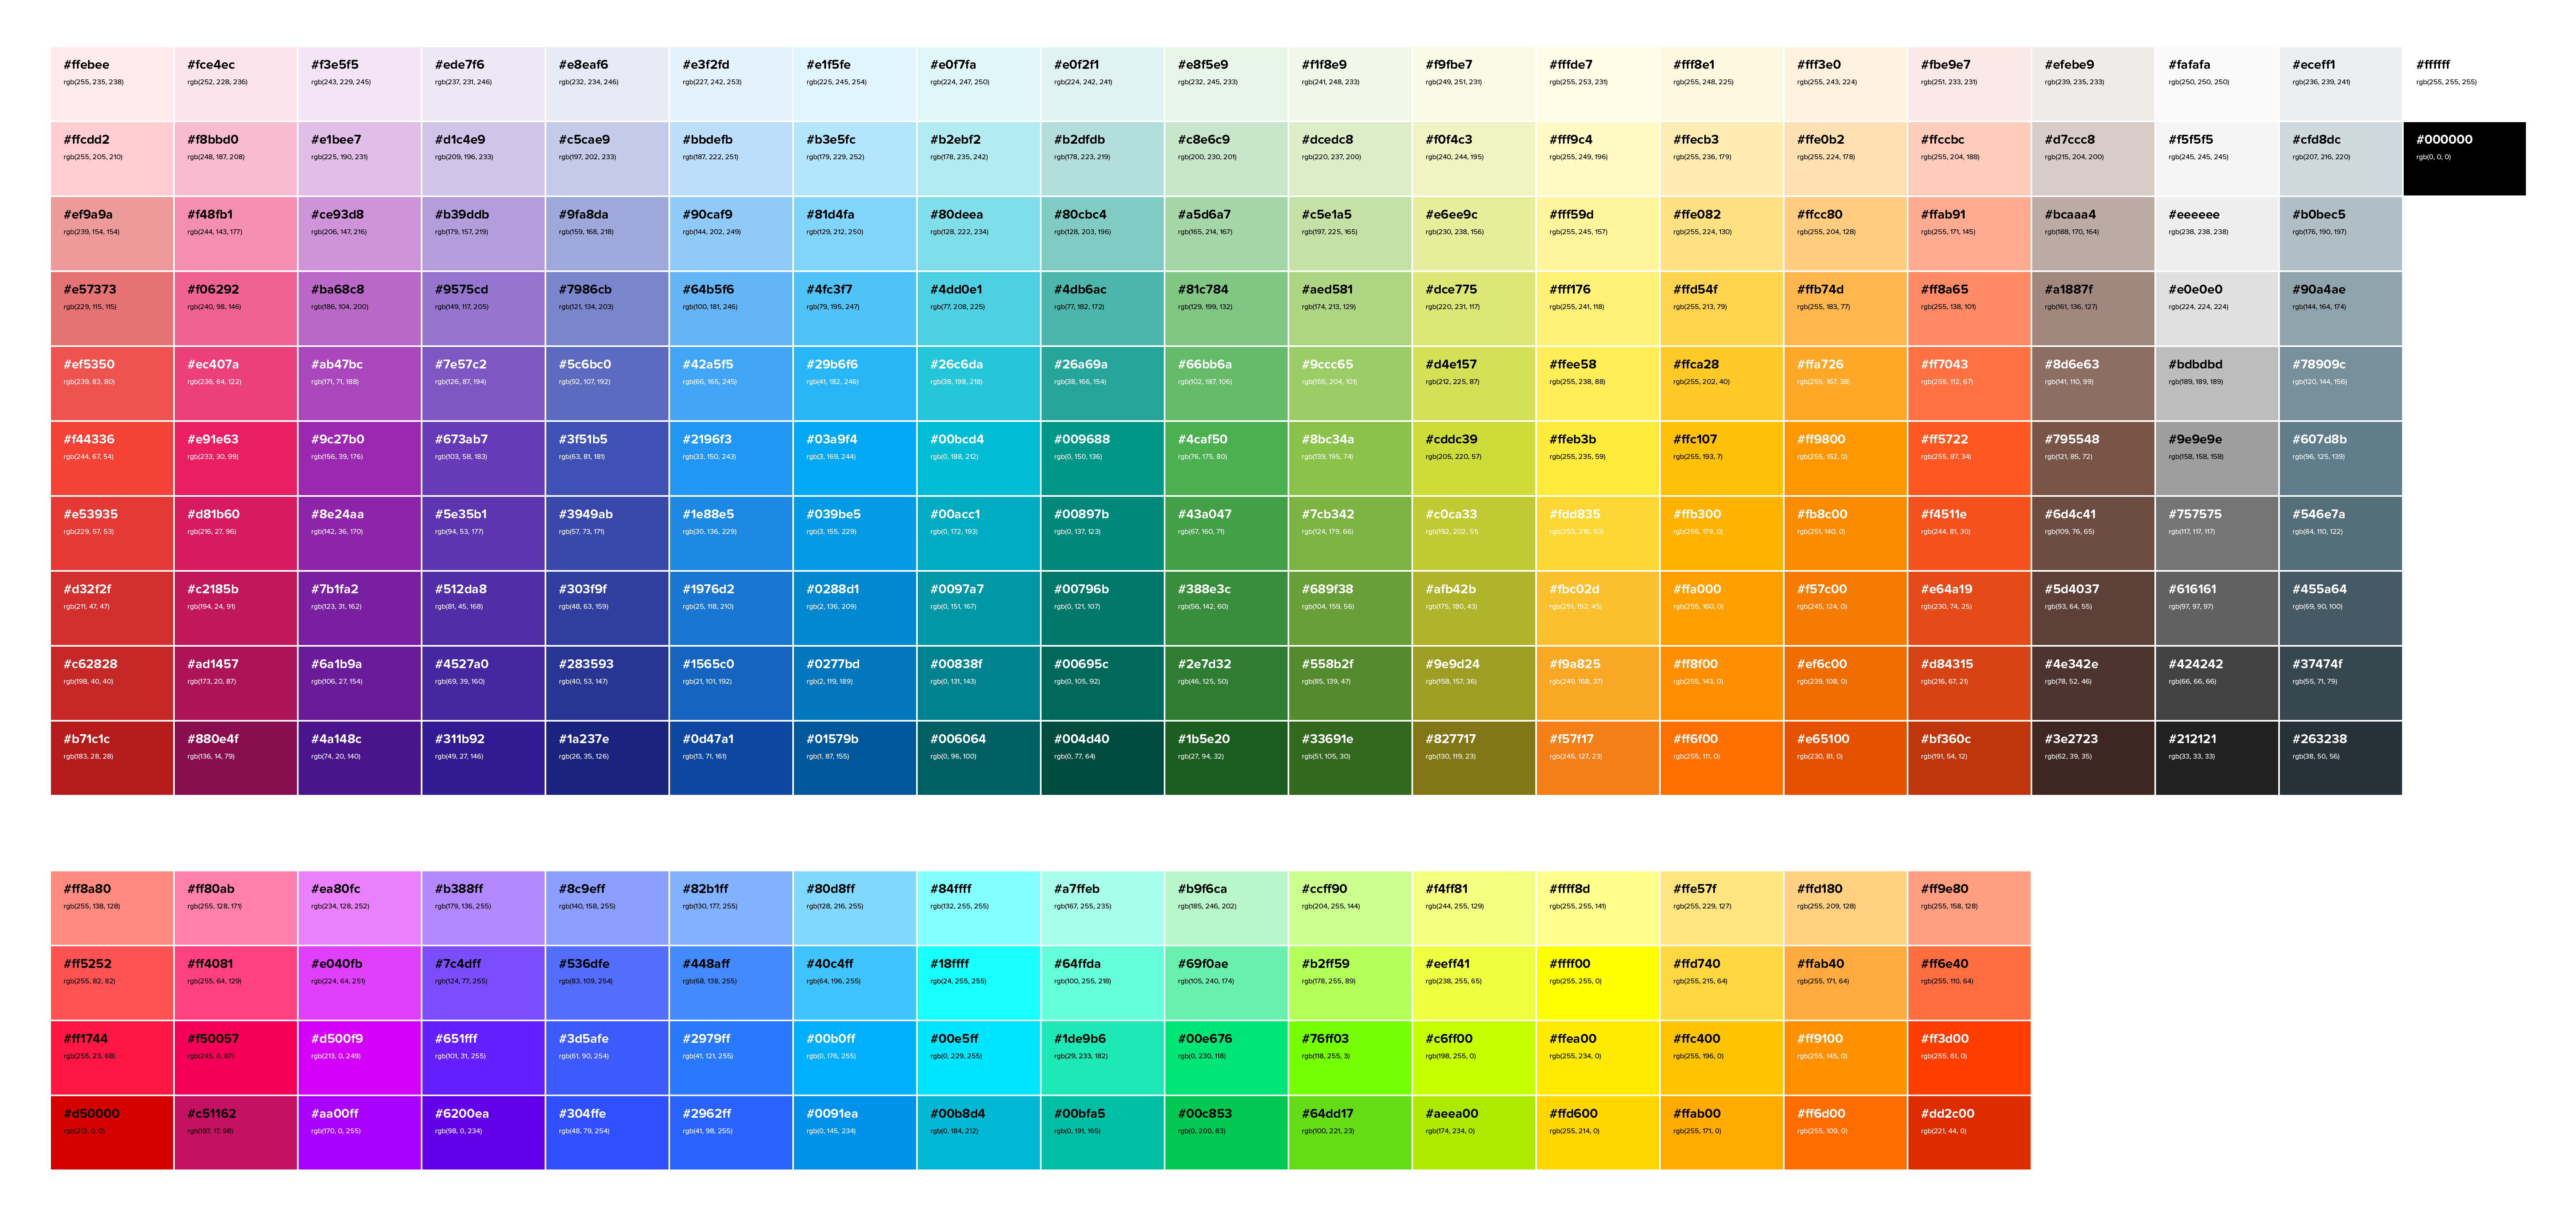 #ffebee #fce4ec #f3e5f5 #ede7f6 #e8eaf6 #e3f2fd #e1f5fe #e0f7fa #e0f2f1 #e8f5e9 #f1f8e9 #f9fbe7 #fffde7 #fff8e1 #fff3e0 #fbe9e7 #efebe9 #fafafa #eceff1 #ffffff
rgb(255, 235, 238) rgb(252, 228, 236) rgb(243, 229, 245) rgb(237, 231, 246) rgb(232, 234, 246) rgb(227, 242, 253) rgb(225, 245, 254) rgb(224, 247, 250) rgb(224, 242, 241) rgb(232, 245, 233) rgb(241, 248, 233) rgb(249, 251, 231) rgb(255, 253, 231) rgb(255, 248, 225) rgb(255, 243, 224) rgb(251, 233, 231) rgb(239, 235, 233) rgb(250, 250, 250) rgb(236, 239, 241) rgb(255, 255, 255)
#ffcdd2 #f8bbd0 #e1bee7 #d1c4e9 #c5cae9 #bbdefb #b3e5fc #b2ebf2 #b2dfdb #c8e6c9 #dcedc8 #f0f4c3 #fff9c4 #ffecb3 #ffe0b2 #ffccbc #d7ccc8 #f5f5f5 #cfd8dc #000000
rgb(255, 205, 210) rgb(248, 187, 208) rgb(225, 190, 231) rgb(209, 196, 233) rgb(197, 202, 233) rgb(187, 222, 251) rgb(179, 229, 252) rgb(178, 235, 242) rgb(178, 223, 219) rgb(200, 230, 201) rgb(220, 237, 200) rgb(240, 244, 195) rgb(255, 249, 196) rgb(255, 236, 179) rgb(255, 224, 178) rgb(255, 204, 188) rgb(215, 204, 200) rgb(245, 245, 245) rgb(207, 216, 220) rgb(0, 0, 0)
#ef9a9a #f48fb1 #ce93d8 #b39ddb #9fa8da #90caf9 #81d4fa #80deea #80cbc4 #a5d6a7 #c5e1a5 #e6ee9c #fff59d #ffe082 #ffcc80 #ffab91 #bcaaa4 #eeeeee #b0bec5
rgb(239, 154, 154) rgb(244, 143, 177) rgb(206, 147, 216) rgb(179, 157, 219) rgb(159, 168, 218) rgb(144, 202, 249) rgb(129, 212, 250) rgb(128, 222, 234) rgb(128, 203, 196) rgb(165, 214, 167) rgb(197, 225, 165) rgb(230, 238, 156) rgb(255, 245, 157) rgb(255, 224, 130) rgb(255, 204, 128) rgb(255, 171, 145) rgb(188, 170, 164) rgb(238, 238, 238) rgb(176, 190, 197)
#e57373 #f06292 #ba68c8 #9575cd #7986cb #64b5f6 #4fc3f7 #4dd0e1 #4db6ac #81c784 #aed581 #dce775 #fff176 #ffd54f #ffb74d #ff8a65 #a1887f #e0e0e0 #90a4ae
rgb(229, 115, 115) rgb(240, 98, 146) rgb(186, 104, 200) rgb(149, 117, 205) rgb(121, 134, 203) rgb(100, 181, 246) rgb(79, 195, 247) rgb(77, 208, 225) rgb(77, 182, 172) rgb(129, 199, 132) rgb(174, 213, 129) rgb(220, 231, 117) rgb(255, 241, 118) rgb(255, 213, 79) rgb(255, 183, 77) rgb(255, 138, 101) rgb(161, 136, 127) rgb(224, 224, 224) rgb(144, 164, 174)
#ef5350 #ec407a #ab47bc #7e57c2 #5c6bc0 #42a5f5 #29b6f6 #26c6da #26a69a #66bb6a #9ccc65 #d4e157 #ffee58 #ffca28 #ffa726 #ff7043 #8d6e63 #bdbdbd #78909c
rgb(239, 83, 80) rgb(236, 64, 122) rgb(171, 71, 188) rgb(126, 87, 194) rgb(92, 107, 192) rgb(66, 165, 245) rgb(41, 182, 246) rgb(38, 198, 218) rgb(38, 166, 154) rgb(102, 187, 106) rgb(156, 204, 101) rgb(212, 225, 87) rgb(255, 238, 88) rgb(255, 202, 40) rgb(255, 167, 38) rgb(255, 112, 67) rgb(141, 110, 99) rgb(189, 189, 189) rgb(120, 144, 156)
#f44336 #e91e63 #9c27b0 #673ab7 #3f51b5 #2196f3 #03a9f4 #00bcd4 #009688 #4caf50 #8bc34a #cddc39 #ffeb3b #ffc107 #ff9800 #ff5722 #795548 #9e9e9e #607d8b
rgb(244, 67, 54) rgb(233, 30, 99) rgb(156, 39, 176) rgb(103, 58, 183) rgb(63, 81, 181) rgb(33, 150, 243) rgb(3, 169, 244) rgb(0, 188, 212) rgb(0, 150, 136) rgb(76, 175, 80) rgb(139, 195, 74) rgb(205, 220, 57) rgb(255, 235, 59) rgb(255, 193, 7) rgb(255, 152, 0) rgb(255, 87, 34) rgb(121, 85, 72) rgb(158, 158, 158) rgb(96, 125, 139)
#e53935 #d81b60 #8e24aa #5e35b1 #3949ab #1e88e5 #039be5 #00acc1 #00897b #43a047 #7cb342 #c0ca33 #fdd835 #ffb300 #fb8c00 #f4511e #6d4c41 #757575 #546e7a
rgb(229, 57, 53) rgb(216, 27, 96) rgb(142, 36, 170) rgb(94, 53, 177) rgb(57, 73, 171) rgb(30, 136, 229) rgb(3, 155, 229) rgb(0, 172, 193) rgb(0, 137, 123) rgb(67, 160, 71) rgb(124, 179, 66) rgb(192, 202, 51) rgb(253, 216, 53) rgb(255, 179, 0) rgb(251, 140, 0) rgb(244, 81, 30) rgb(109, 76, 65) rgb(117, 117, 117) rgb(84, 110, 122)
#d32f2f #c2185b #7b1fa2 #512da8 #303f9f #1976d2 #0288d1 #0097a7 #00796b #388e3c #689f38 #afb42b #fbc02d #ffa000 #f57c00 #e64a19 #5d4037 #616161 #455a64
rgb(211, 47, 47) rgb(194, 24, 91) rgb(123, 31, 162) rgb(81, 45, 168) rgb(48, 63, 159) rgb(25, 118, 210) rgb(2, 136, 209) rgb(0, 151, 167) rgb(0, 121, 107) rgb(56, 142, 60) rgb(104, 159, 56) rgb(175, 180, 43) rgb(251, 192, 45) rgb(255, 160, 0) rgb(245, 124, 0) rgb(230, 74, 25) rgb(93, 64, 55) rgb(97, 97, 97) rgb(69, 90, 100)
#c62828 #ad1457 #6a1b9a #4527a0 #283593 #1565c0 #0277bd #00838f #00695c #2e7d32 #558b2f #9e9d24 #f9a825 #ff8f00 #ef6c00 #d84315 #4e342e #424242 #37474f
rgb(198, 40, 40) rgb(173, 20, 87) rgb(106, 27, 154) rgb(69, 39, 160) rgb(40, 53, 147) rgb(21, 101, 192) rgb(2, 119, 189) rgb(0, 131, 143) rgb(0, 105, 92) rgb(46, 125, 50) rgb(85, 139, 47) rgb(158, 157, 36) rgb(249, 168, 37) rgb(255, 143, 0) rgb(239, 108, 0) rgb(216, 67, 21) rgb(78, 52, 46) rgb(66, 66, 66) rgb(55, 71, 79)
#b71c1c #880e4f #4a148c #311b92 #1a237e #0d47a1 #01579b #006064 #004d40 #1b5e20 #33691e #827717 #f57f17 #ff6f00 #e65100 #bf360c #3e2723 #212121 #263238
rgb(183, 28, 28) rgb(136, 14, 79) rgb(74, 20, 140) rgb(49, 27, 146) rgb(26, 35, 126) rgb(13, 71, 161) rgb(1, 87, 155) rgb(0, 96, 100) rgb(0, 77, 64) rgb(27, 94, 32) rgb(51, 105, 30) rgb(130, 119, 23) rgb(245, 127, 23) rgb(255, 111, 0) rgb(230, 81, 0) rgb(191, 54, 12) rgb(62, 39, 35) rgb(33, 33, 33) rgb(38, 50, 56)
#ff8a80 #ff80ab #ea80fc #b388ff #8c9eff #82b1ff #80d8ff #84ffff #a7ffeb #b9f6ca #ccff90 #f4ff81 #ffff8d #ffe57f #ffd180 #ff9e80
rgb(255, 138, 128) rgb(255, 128, 171) rgb(234, 128, 252) rgb(179, 136, 255) rgb(140, 158, 255) rgb(130, 177, 255) rgb(128, 216, 255) rgb(132, 255, 255) rgb(167, 255, 235) rgb(185, 246, 202) rgb(204, 255, 144) rgb(244, 255, 129) rgb(255, 255, 141) rgb(255, 229, 127) rgb(255, 209, 128) rgb(255, 158, 128)
#ff5252 #ff4081 #e040fb #7c4dff #536dfe #448aff #40c4ff #18ffff #64ffda #69f0ae #b2ff59 #eeff41 #ffff00 #ffd740 #ffab40 #ff6e40
rgb(255, 82, 82) rgb(255, 64, 129) rgb(224, 64, 251) rgb(124, 77, 255) rgb(83, 109, 254) rgb(68, 138, 255) rgb(64, 196, 255) rgb(24, 255, 255) rgb(100, 255, 218) rgb(105, 240, 174) rgb(178, 255, 89) rgb(238, 255, 65) rgb(255, 255, 0) rgb(255, 215, 64) rgb(255, 171, 64) rgb(255, 110, 64)
#ff1744 #f50057 #d500f9 #651fff #3d5afe #2979ff #00b0ff #00e5ff #1de9b6 #00e676 #76ff03 #c6ff00 #ffea00 #ffc400 #ff9100 #ff3d00
rgb(255, 23, 68) rgb(245, 0, 87) rgb(213, 0, 249) rgb(101, 31, 255) rgb(61, 90, 254) rgb(41, 121, 255) rgb(0, 176, 255) rgb(0, 229, 255) rgb(29, 233, 182) rgb(0, 230, 118) rgb(118, 255, 3) rgb(198, 255, 0) rgb(255, 234, 0) rgb(255, 196, 0) rgb(255, 145, 0) rgb(255, 61, 0)
#d50000 #c51162 #aa00ff #6200ea #304ffe #2962ff #0091ea #00b8d4 #00bfa5 #00c853 #64dd17 #aeea00 #ffd600 #ffab00 #ff6d00 #dd2c00
rgb(213, 0, 0) rgb(197, 17, 98) rgb(170, 0, 255) rgb(98, 0, 234) rgb(48, 79, 254) rgb(41, 98, 255) rgb(0, 145, 234) rgb(0, 184, 212) rgb(0, 191, 165) rgb(0, 200, 83) rgb(100, 221, 23) rgb(174, 234, 0) rgb(255, 214, 0) rgb(255, 171, 0) rgb(255, 109, 0) rgb(221, 44, 0)